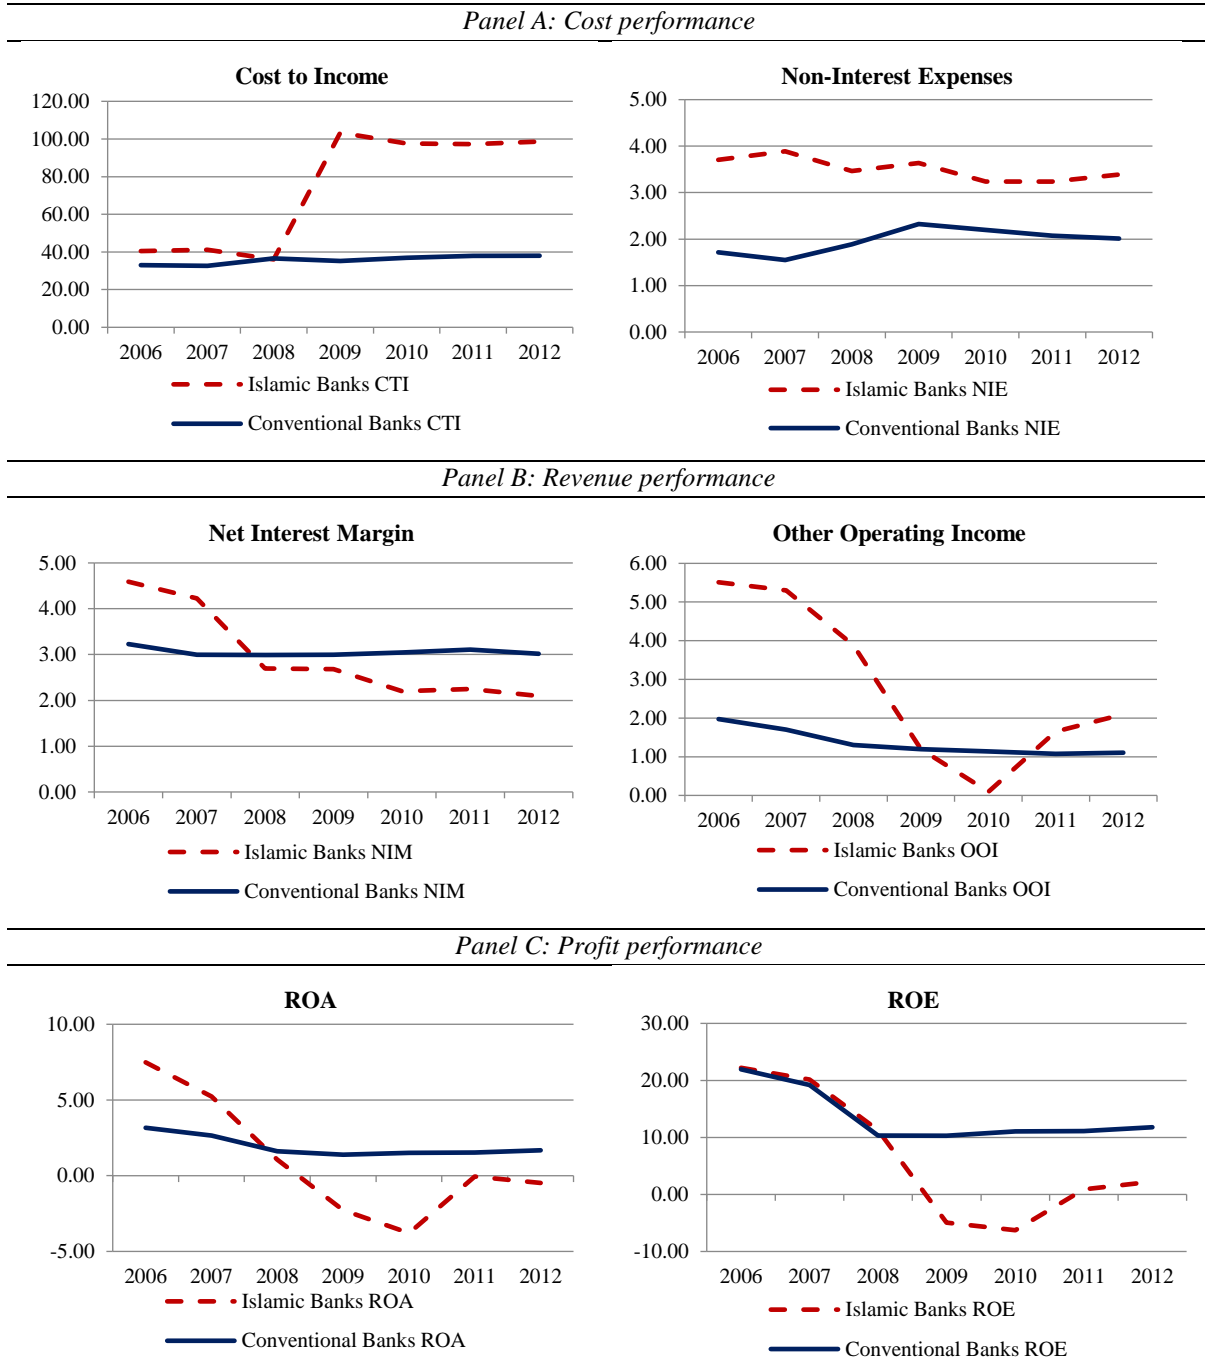 Panel A: Cost performance
Cost to Income
120.00
100.00
80.00
60.00
40.00
20.00
0.00
2006 2007 2008 2009 2010 2011 2012
Islamic Banks CTI
Conventional Banks CTI
Non-Interest Expenses
5.00
4.00
3.00
2.00
1.00
0.00
2006 2007 2008 2009 2010 2011 2012
Islamic Banks NIE
Conventional Banks NIE
Panel B: Revenue performance
Net Interest Margin
5.00
4.00
3.00
2.00
1.00
0.00
2006 2007 2008 2009 2010 2011 2012
Islamic Banks NIM
Conventional Banks NIM
Other Operating Income
6.00
5.00
4.00
3.00
2.00
1.00
0.00
2006 2007 2008 2009 2010 2011 2012
Islamic Banks OOI
Conventional Banks OOI
Panel C: Profit performance
ROA
10.00
5.00
0.00
-5.00
2006 2007 2008 2009 2010 2011 2012
Islamic Banks ROA
Conventional Banks ROA
ROE
30.00
20.00
10.00
0.00
-10.00
2006 2007 2008 2009 2010 2011 2012
Islamic Banks ROE
Conventional Banks ROE